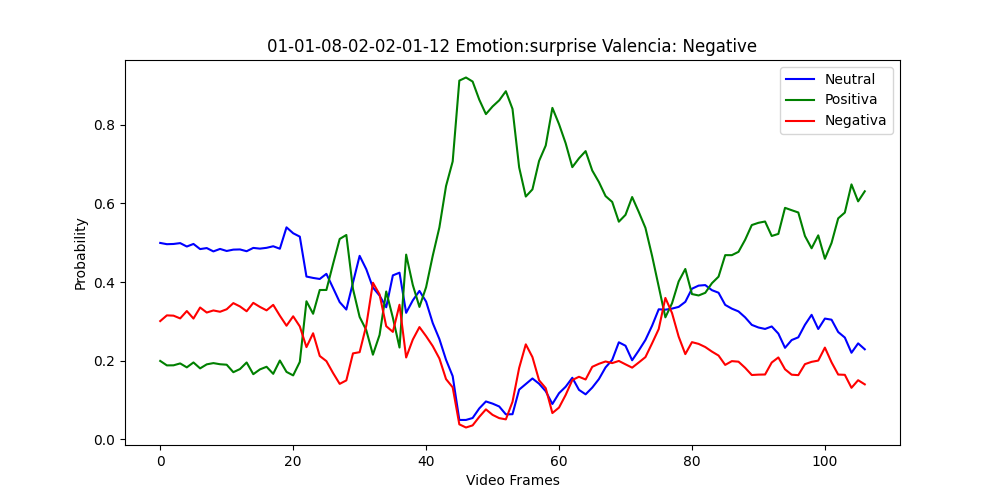 01-01-08-02-02-01-12 Emotion:surprise Valencia: Negative
Neutral
Positiva
Negativa
Probability
0.8
0.6
0.4
0.2
0.0
0 20 40 60 80 100
Video Frames